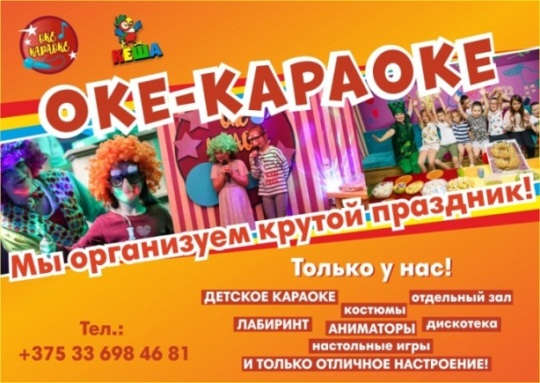 ОКЕ
КАРАОКЕ
КЕША
ОКЕ-КАРАОКЕ
ОКЕ
Мы организуем крутой праздник!
Только у нас!
ДЕТСКОЕ КАРАОКЕ отдельный зал
костюмы
ЛАБИРИНТ АНИМАТОРЫ дискотека
настольные игры
И ТОЛЬКО ОТЛИЧНОЕ НАСТРОЕНИЕ!
Тел.:
+375 33 698 46 81